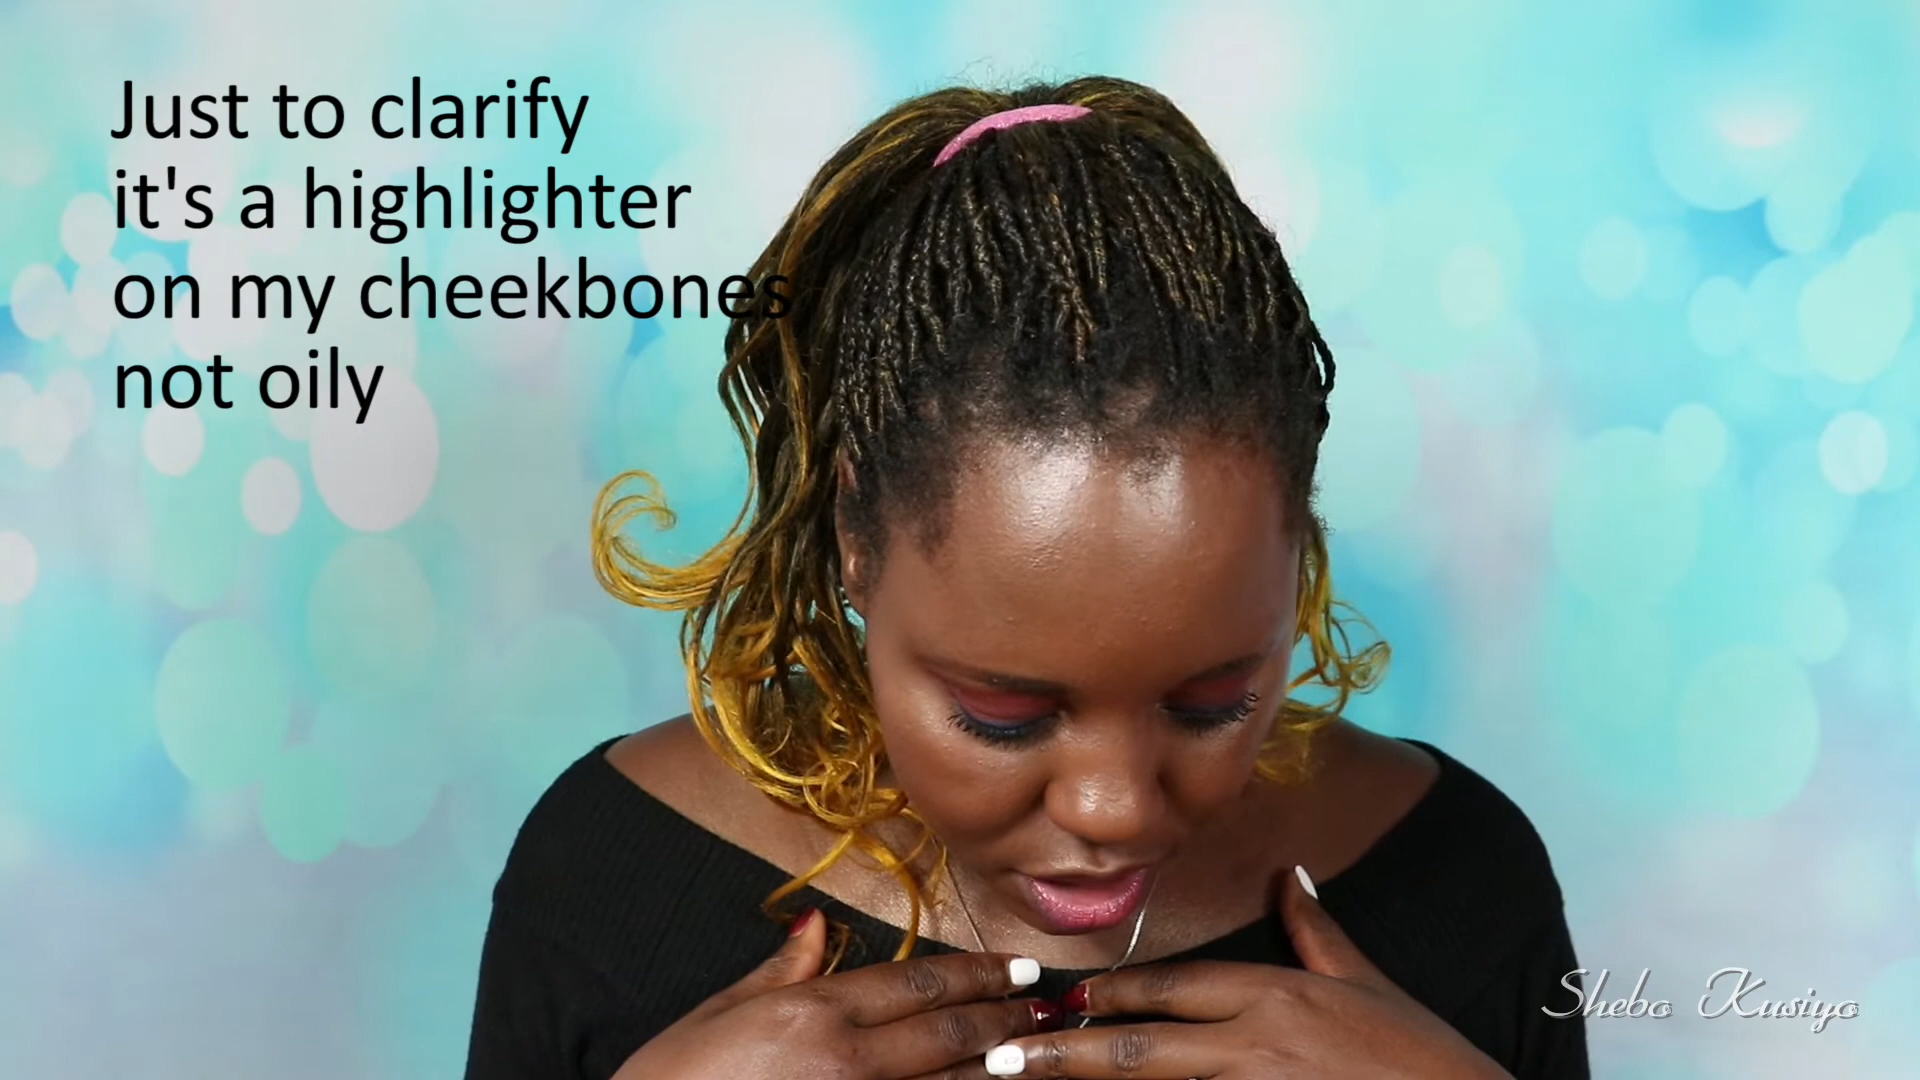 Just to clarify
it's a highlighter
on my cheekbones
not oily
Shebo Kusiyo